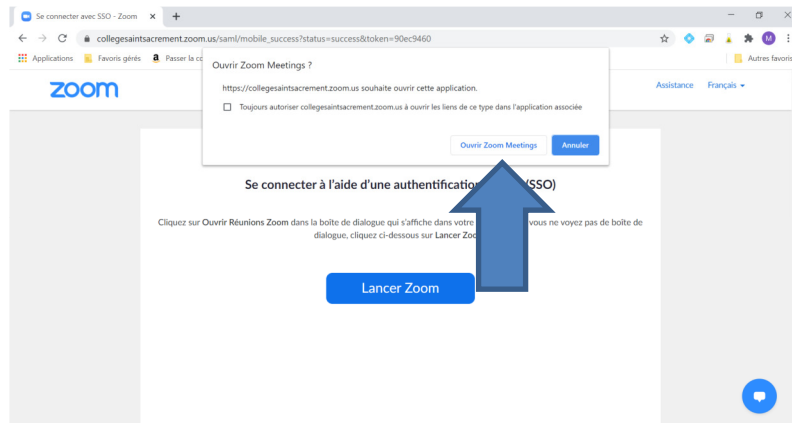 Se connecter avec SSO - Zoom
collegesaintsacrement.zoom.us/saml/mobile_success?status=success&token=90ec9460
Applications Favoris gérés Passer la co Autres favoris
Ouvrir Zoom Meetings ?
https://collegesaintsacrement.zoom.us souhaite ouvrir cette application.
Toujours autoriser collegesaintsacrement.zoom.us à ouvrir les liens de ce type dans l'application associée
Ouvrir Zoom Meetings Annuler
zoom Assistance Français
Se connecter à l'aide d'une authentification (SSO)
Cliquez sur Ouvrir Réunions Zoom dans la boîte de dialogue qui s'affiche dans votre vous ne voyez pas de boîte de
dialogue, cliquez ci-dessous sur Lancer Zoo
Lancer Zoom